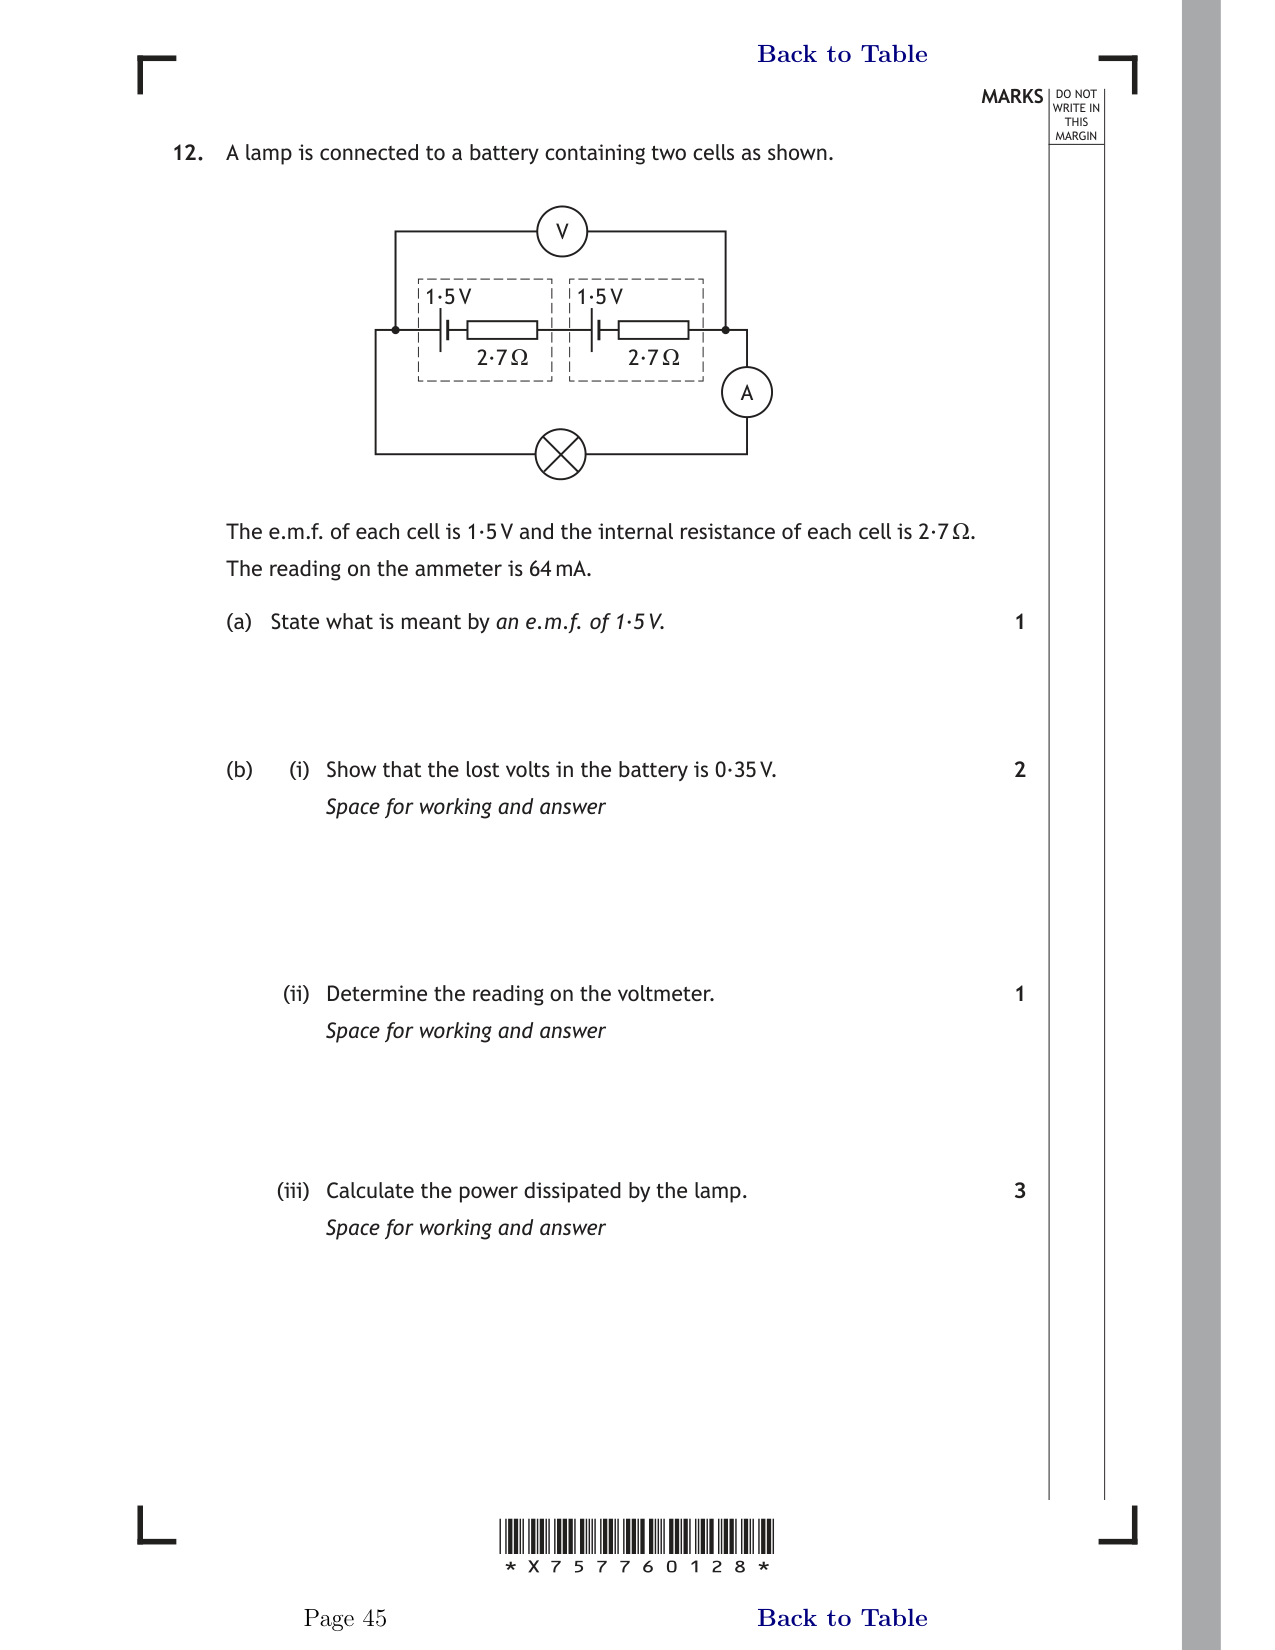 Back to Table
MARKS
DO NOT
WRITE IN
THIS
MARGIN
12. A lamp is connected to a battery containing two cells as shown.
V
1·5 V 1·5 V
2·7 Ω 2·7 Ω
A
The e.m.f. of each cell is 1·5 V and the internal resistance of each cell is 2·7 Ω.
The reading on the ammeter is 64 mA.
(a) State what is meant by an e.m.f. of 1·5 V. 1
(b) (i) Show that the lost volts in the battery is 0·35 V. 2
Space for working and answer
(ii) Determine the reading on the voltmeter. 1
Space for working and answer
(iii) Calculate the power dissipated by the lamp. 3
Space for working and answer
* X 7 5 7 7 6 0 1 2 8 *
Page 45
Back to Table